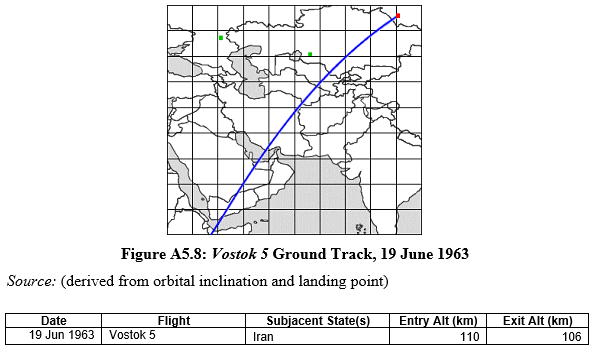 Figure A5.8: Vostok 5 Ground Track, 19 June 1963
Source: (derived from orbital inclination and landing point)
Date Flight Subjacent State(s) Entry Alt (km) Exit Alt (km)
19 Jun 1963 Vostok 5 Iran 110 106